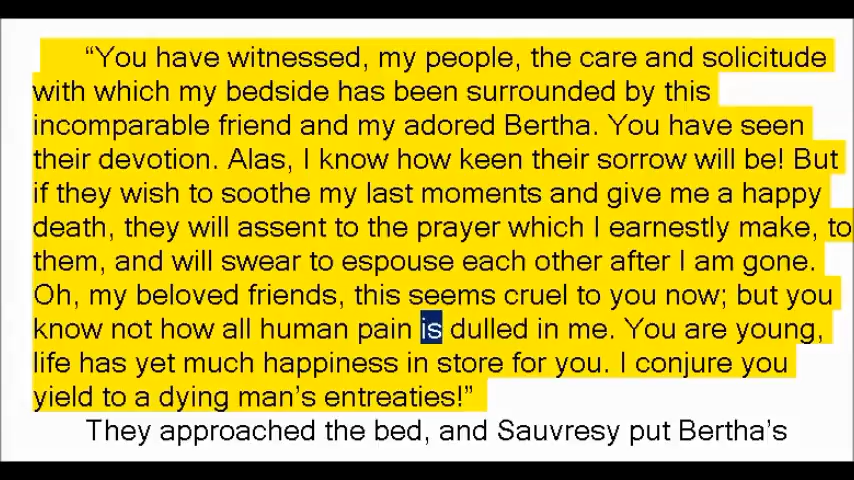 “You have witnessed, my people, the care and solicitude
with which my bedside has been surrounded by this
incomparable friend and my adored Bertha. You have seen
their devotion. Alas, I know how keen their sorrow will be! But
if they wish to soothe my last moments and give me a happy
death, they will assent to the prayer which I earnestly make, to
them, and will swear to espouse each other after I am gone.
Oh, my beloved friends, this seems cruel to you now; but you
know not how all human pain is dulled in me. You are young,
life has yet much happiness in store for you. I conjure you
yield to a dying man’s entreaties!”
They approached the bed, and Sauvresy put Bertha’s